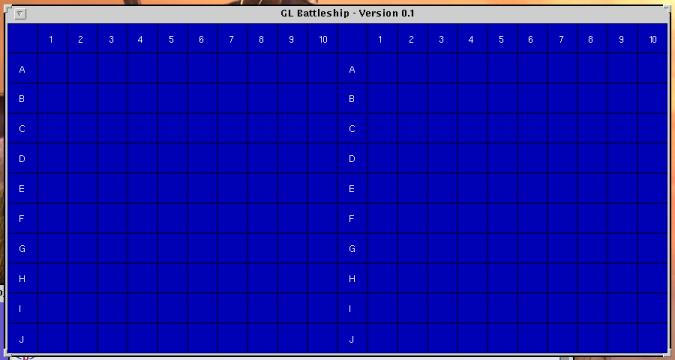 GL Battleship - Version 0.1
1 2 3 4 5 6 7 8 9 10 1 2 3 4 5 6 7 8 9 10
A A
B B
C C
D D
E E
F F
G G
H H
I I
J J